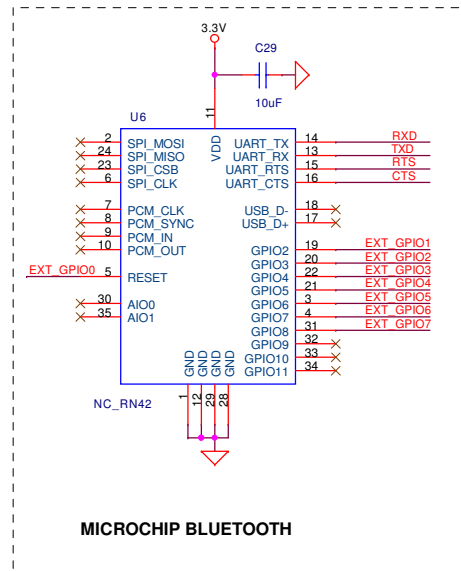 3.3V
C29
10uF
U6
11
VDD
2 SPI_MOSI UART_TX 14 RXD
24 SPI_MISO UART_RX 13 TXD
23 SPI_CSB UART_RTS 15 RTS
6 SPI_CLK UART_CTS 16 CTS
7 PCM_CLK USB_D- 18
8 PCM_SYNC USB_D+ 17
9 PCM_IN
10 PCM_OUT GPIO2 19 EXT_GPIO1
GPIO3 20 EXT_GPIO2
EXT_GPIO0 5 RESET GPIO4 22 EXT_GPIO3
GPIO5 21 EXT_GPIO4
30 AIO0 GPIO6 3 EXT_GPIO5
35 AIO1 GPIO7 4 EXT_GPIO6
GPIO8 31 EXT_GPIO7
GPIO9 32
GPIO10 33
GPIO11 34
GND GND GND GND
1 12 29 28
NC_RN42
MICROCHIP BLUETOOTH